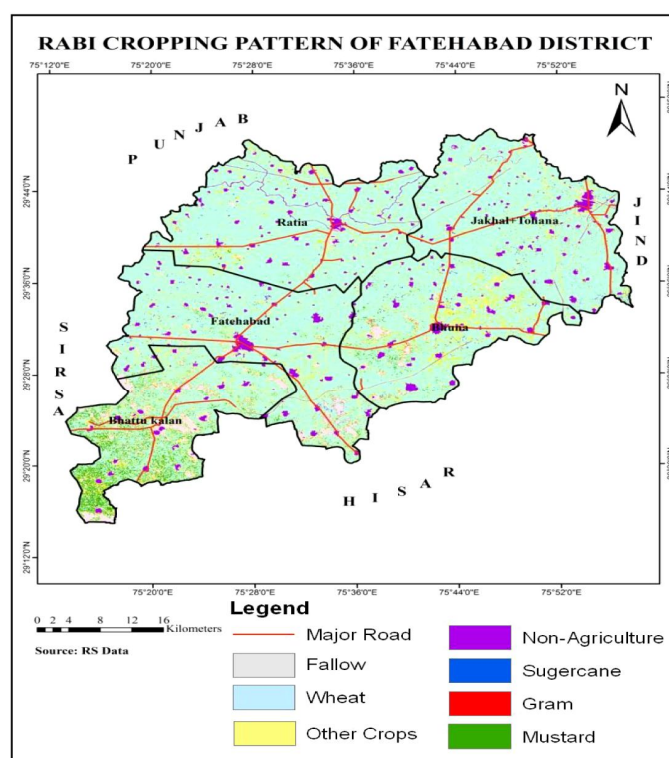 RABI CROPPING PATTERN OF FATEHABAD DISTRICT
75°12'0"E 75°20'0"E 75°28'0"E 75°36'0"E 75°44'0"E 75°52'0"E
N
PUNJAB
29°44'0"N
Ratia
Jakhal+Tohana
JIND
29°36'0"N
Fatehabad
Bhuna
SIRSA
29°28'0"N
Bhattu Kalan
29°20'0"N
HISAR
29°12'0"N
75°20'0"E 75°28'0"E 75°36'0"E 75°44'0"E 75°52'0"E
Legend
0 2 4 8 12 16
Kilometers
Source: RS Data
Major Road
Fallow
Wheat
Other Crops
Non-Agriculture
Sugercane
Gram
Mustard